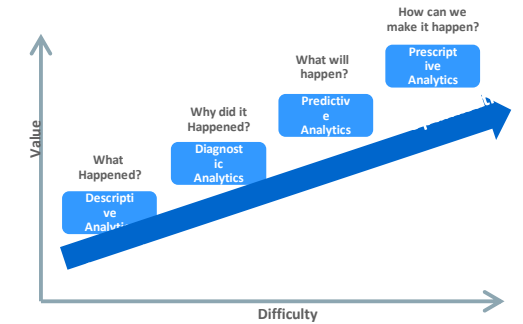 How can we
make it happen?
Prescript
ive
Analytics
What will
happen?
Predictiv
e
Analytics
Why did it
Happened?
Diagnost
ic
Analytics
What
Happened?
Descripti
ve
Value
Difficulty